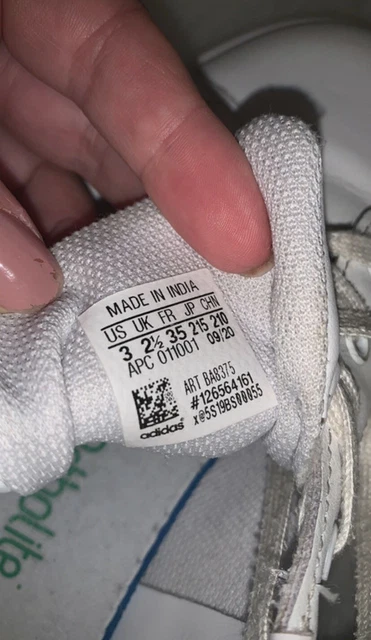 MADE IN INDIA
US UK FR JP CHN
3 2½ 35 215 210
APC 011001 09/20
ART BA8375
#126564161
x@5S19BS00055
adidas
Ortholite